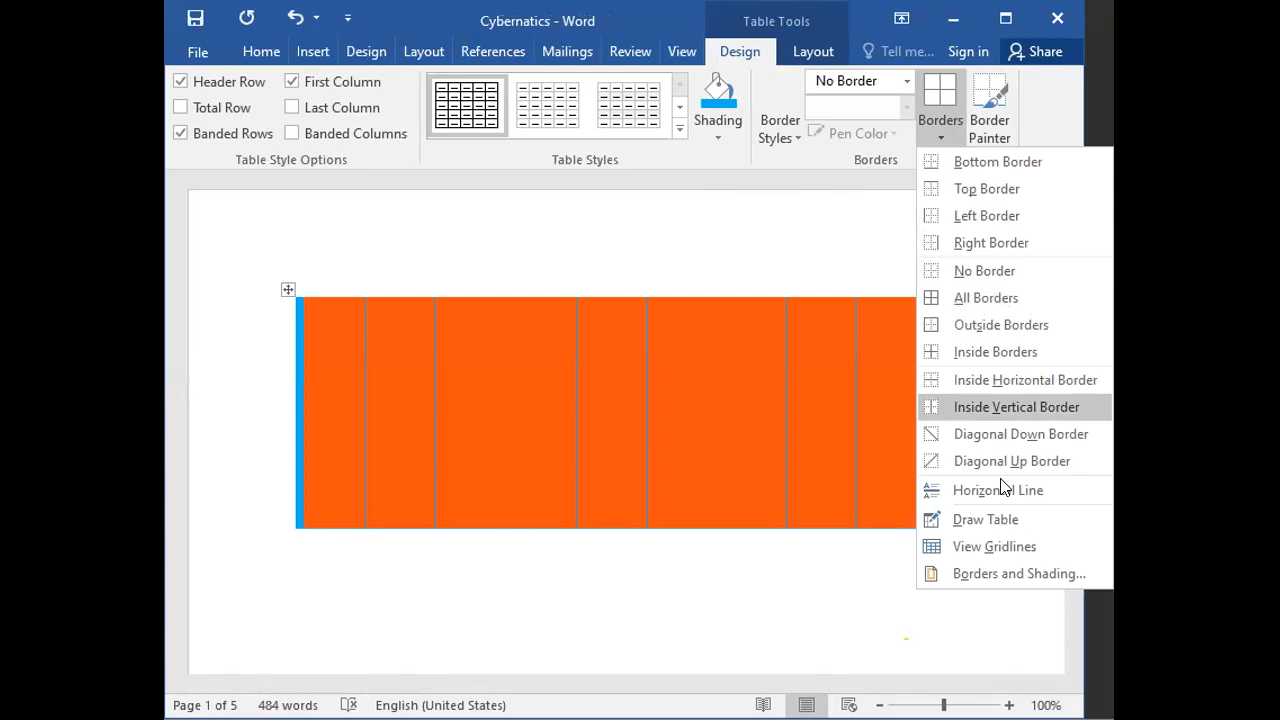 Cybernatics - Word
Table Tools
File
Home
Insert
Design
Layout
References
Mailings
Review
View
Design
Layout
Tell me...
Sign in
Share
Header Row
First Column
Total Row
Last Column
Banded Rows
Banded Columns
Table Style Options
Table Styles
Shading
Border
Styles
No Border
Pen Color
Borders
Borders
Border
Painter
Bottom Border
Top Border
Left Border
Right Border
No Border
All Borders
Outside Borders
Inside Borders
Inside Horizontal Border
Inside Vertical Border
Diagonal Down Border
Diagonal Up Border
Horizontal Line
Draw Table
View Gridlines
Borders and Shading...
Page 1 of 5
484 words
English (United States)
100%